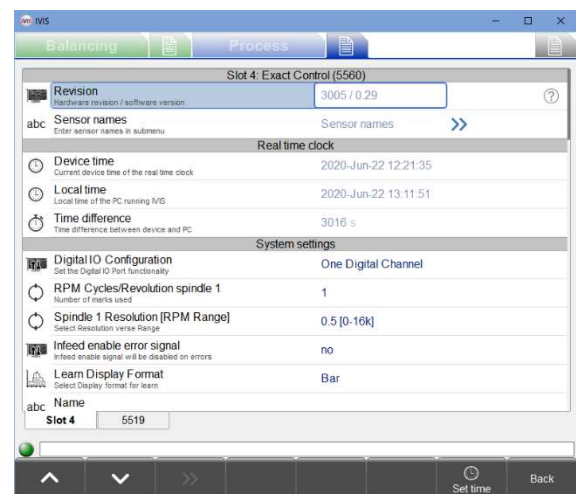 IVIS
Balancing
Process
Slot 4: Exact Control (5560)
Revision
Hardware revision / software version
3005 / 0.29
abc Sensor names
Enter sensor names in submenu
Sensor names
Real time clock
Device time
Current device time of the real time clock
2020-Jun-22 12:21:35
Local time
Local time of the PC running IVIS
2020-Jun-22 13:11:51
Time difference
Time difference between device and PC
3016 s
System settings
Digital IO Configuration
Set the Digital IO Port functionality
One Digital Channel
RPM Cycles/Revolution spindle 1
Number of marks used
1
Spindle 1 Resolution [RPM Range]
Select Resolution verse Range
0.5 [0-16k]
Infeed enable error signal
Infeed enable signal will be disabled on errors
no
Learn Display Format
Select Display format for learn
Bar
abc Name
Slot 4 5519
Set time
Back